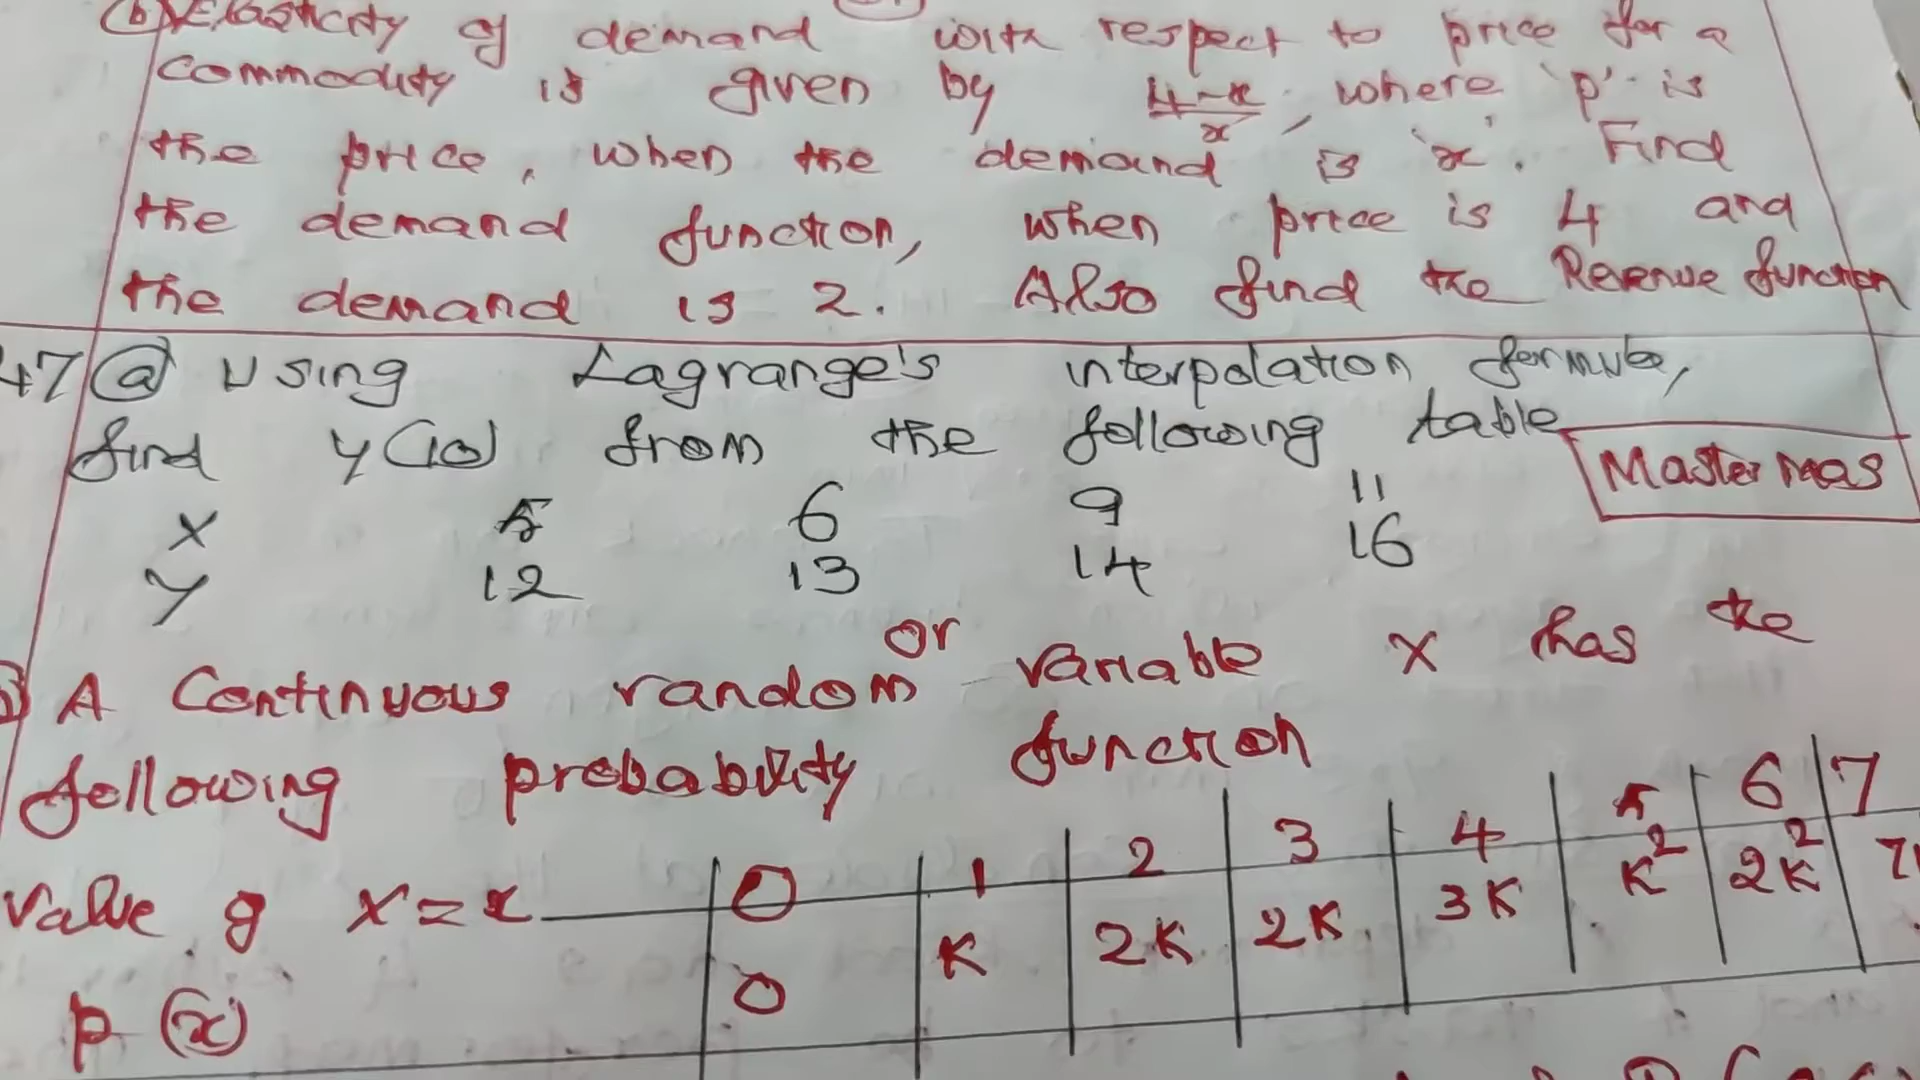 (b) Elasticity of demand with respect to price for a
commodity is given by 4-x/x, where 'p' is
the price, when the demand is 'x'. Find
the demand function, when price is 4 and
the demand is 2. Also find the Revenue function
47 (a) Using Lagrange's interpolation formula,
find y(10) from the following table
Master mas
X 5 6 9 11
Y 12 13 14 16
or
A Continuous random variable X has the
following probability function
Value of X = x 0 1 2 3 4 5 6 7
P(x) 0 K 2K 2K 3K K² 2K²